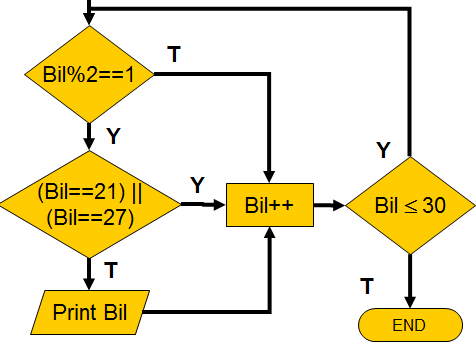 Bil%2==1
T
Y
(Bil==21) ||
(Bil==27)
Y
Bil++
Y
Bil ≤ 30
T
Print Bil
T
END